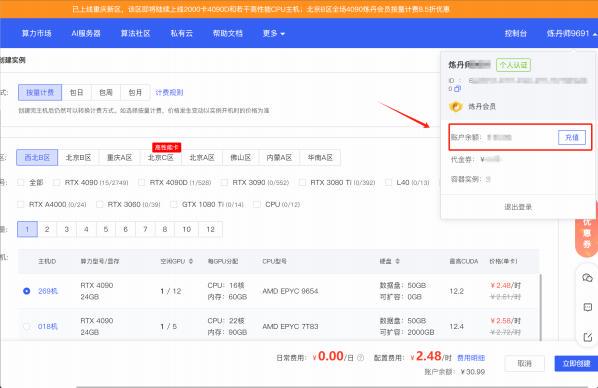 已上线重庆新区，该区即将陆续上线2000卡4090D和若干高性能CPU主机，北京B区全场4090炼丹会员按量计费8.5折优惠.
算力市场 AI服务器 算法社区 私有云 帮助文档 更多 控制台 炼丹师9691
创建实例
式： 按量计费 包日 包周 包月 计费规则
创建完主机后仍然可以转换计费方式。如选择按量计费，价格发生变动以实例开机时的价格为准
高性能卡
区： 西北B区 北京B区 重庆A区 北京C区 北京A区 佛山区 内蒙A区 华南A区
号： 全部 RTX 4090 (15/2749) RTX 4090D (1/528) RTX 3090 (0/552) RTX 3080 Ti (0/392) L40 (0/13)
RTX A4000 (0/24) RTX 3060 (0/39) GTX 1080 Ti (0/14) CPU (0/12)
量： 1 2 3 4 5 6 7 8 10 12
机： 主机ID 算力型号/显存 空闲GPU 每GPU分配 CPU型号 硬盘 最高CUDA 价格(单卡)
269机 RTX 4090 24GB 1 / 12 CPU: 16核 内存: 60GB AMD EPYC 9654 数据盘: 50GB 可扩容: 0GB 12.2 ￥2.48/时 ￥2.61/时
018机 RTX 4090 24GB 1 / 5 CPU: 22核 内存: 90GB AMD EPYC 7T83 数据盘: 50GB 可扩容: 2000GB 12.4 ￥2.58/时 ￥2.72/时
炼丹师 个人认证
ID：
炼丹会员
账户余额： 充值
代金券：￥
容器实例：
退出登录
优惠券
日常费用：￥0.00/日 配置费用：￥2.48/时 费用明细
账户余额：￥30.99
取消 立即创建